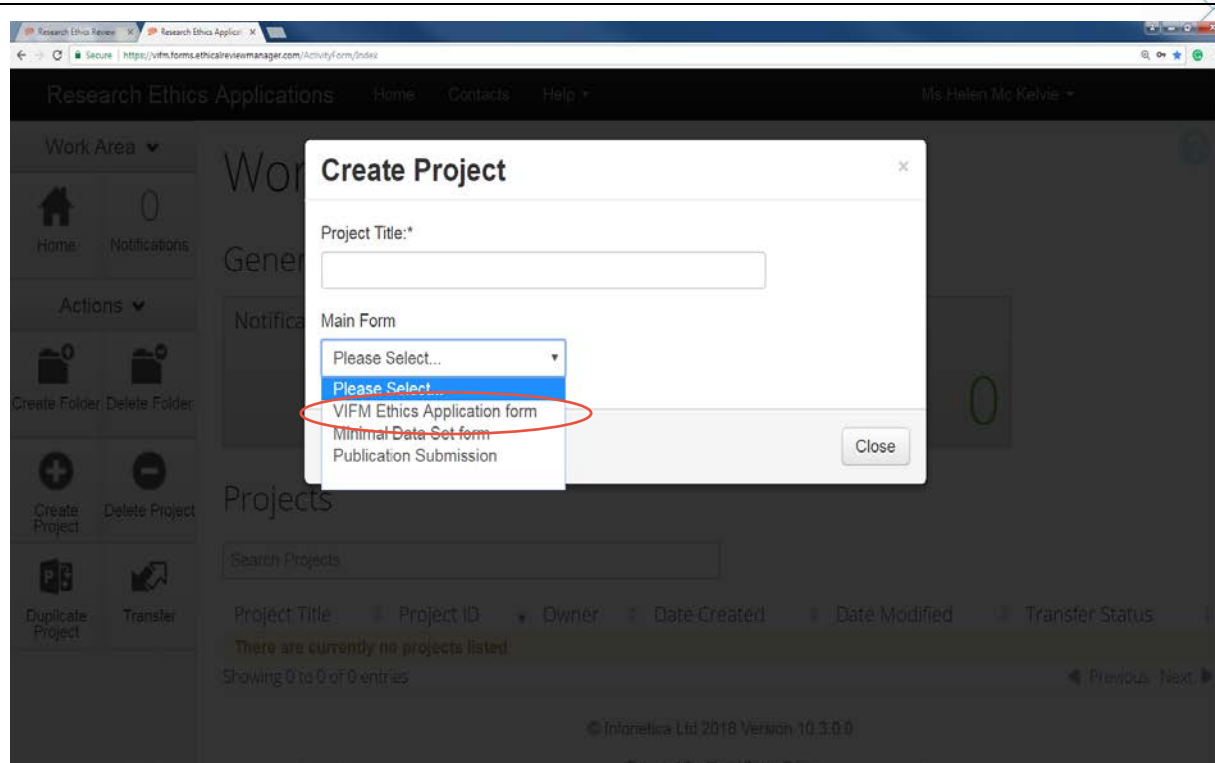 Research Ethics Review
Research Ethics Applicati
Secure https://vifm.forms.ethicalreviewmanager.com/ActivityForm/Index
Research Ethics Applications Home Contacts Help Ms Helen Mc Kelvie
Work Area
Home
0
Notifications
Actions
Create Folder
Delete Folder
Create Project
Delete Project
Duplicate Project
Transfer
Wor
Gener
Notifica
0
Create Project ×
Project Title:*
Main Form
Please Select...
Please Select...
VIFM Ethics Application form
Minimal Data Set form
Publication Submission
Close
Projects
Search Projects
Project Title Project ID Owner Date Created Date Modified Transfer Status
There are currently no projects listed
Showing 0 to 0 of 0 entries
Previous Next
© Infonetica Ltd 2018 Version 10.3.0.0